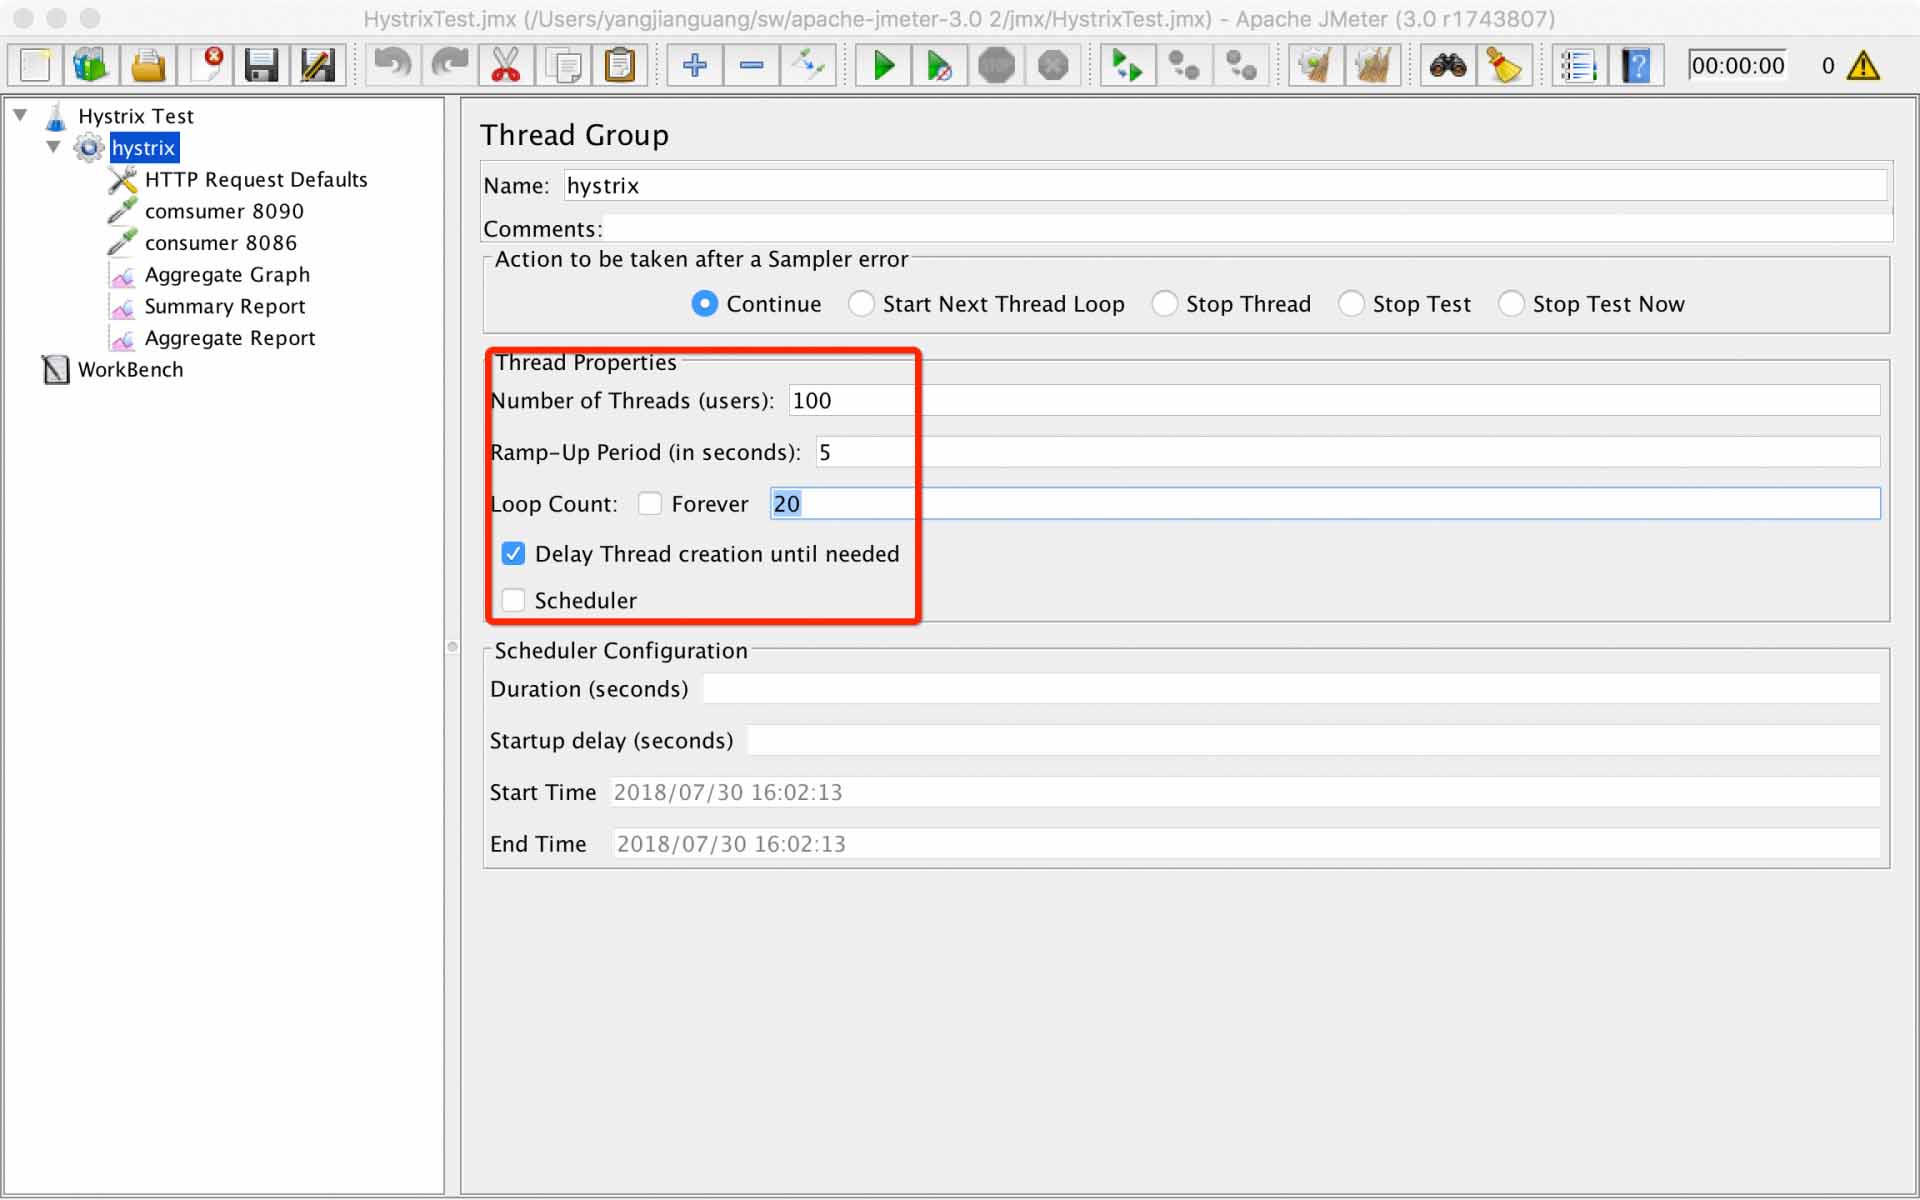 HystrixTest.jmx (/Users/yangjianguang/sw/apache-jmeter-3.0 2/jmx/HystrixTest.jmx) - Apache JMeter (3.0 r1743807)
00:00:00 0
Hystrix Test
hystrix
HTTP Request Defaults
comsumer 8090
consumer 8086
Aggregate Graph
Summary Report
Aggregate Report
WorkBench
Thread Group
Name: hystrix
Comments:
Action to be taken after a Sampler error
Continue Start Next Thread Loop Stop Thread Stop Test Stop Test Now
Thread Properties
Number of Threads (users): 100
Ramp-Up Period (in seconds): 5
Loop Count: Forever 20
Delay Thread creation until needed
Scheduler
Scheduler Configuration
Duration (seconds)
Startup delay (seconds)
Start Time 2018/07/30 16:02:13
End Time 2018/07/30 16:02:13